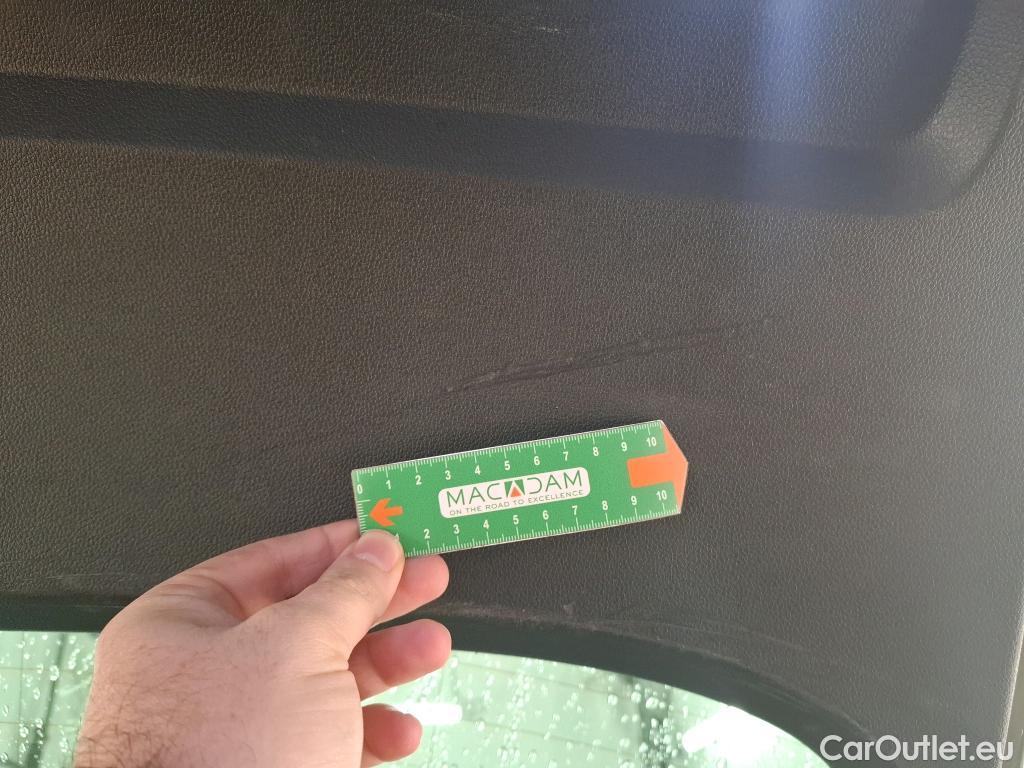 0 1 2 3 4 5 6 7 8 9 10
MACADAM
ON THE ROAD TO EXCELLENCE
2 3 4 5 6 7 8 9 10
CarOutlet.eu